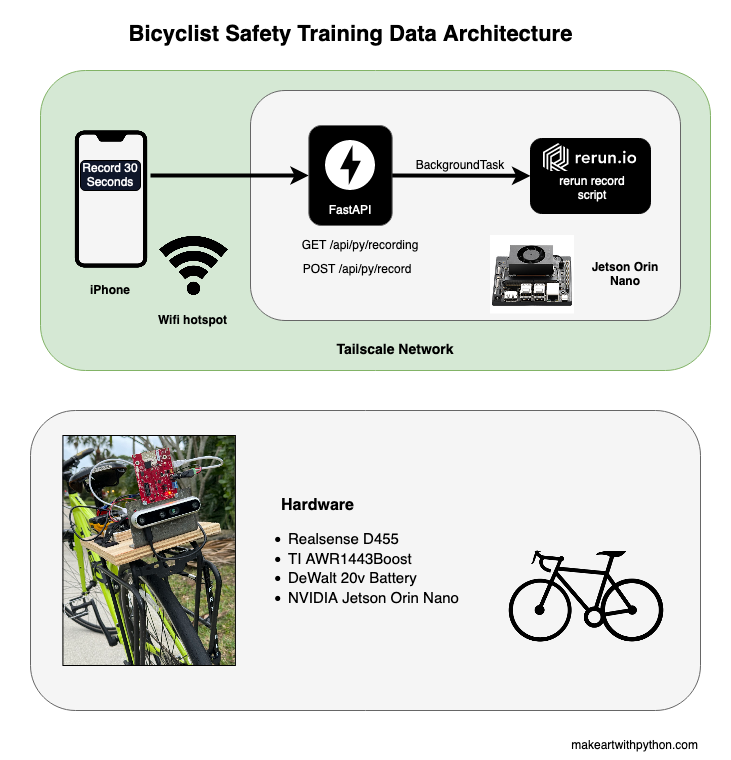 Bicyclist Safety Training Data Architecture
Record 30
Seconds
iPhone
Wifi hotspot
FastAPI
GET /api/py/recording
POST /api/py/record
BackgroundTask
rerun.io
rerun record
script
Jetson Orin
Nano
Tailscale Network
Hardware
Realsense D455
TI AWR1443Boost
DeWalt 20v Battery
NVIDIA Jetson Orin Nano
makeartwithpython.com